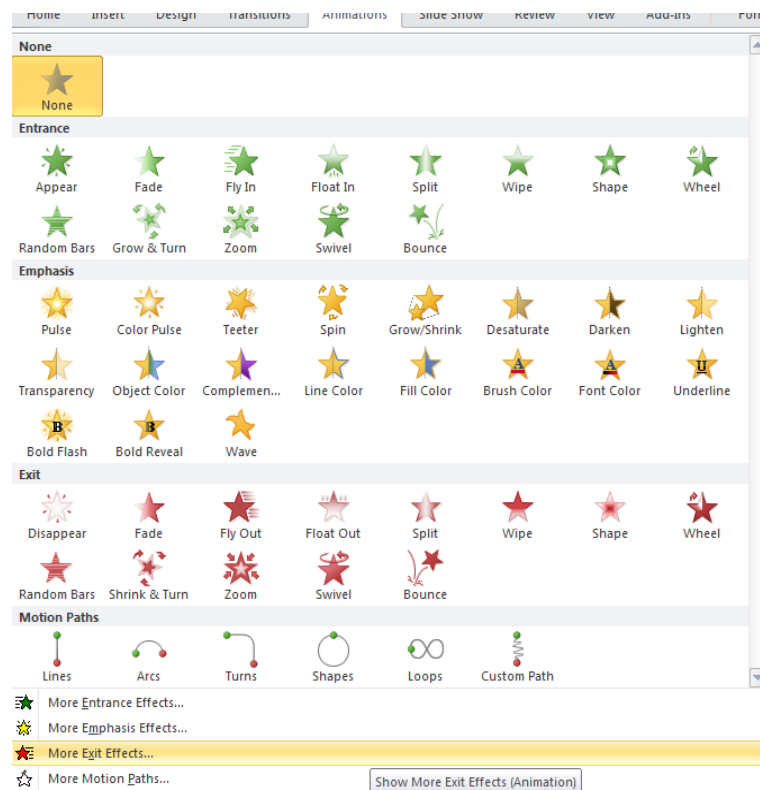 Home Insert Design Transitions Animations Slide Show Review View Add-Ins
None
None
Entrance
Appear Fade Fly In Float In Split Wipe Shape Wheel
Random Bars Grow & Turn Zoom Swivel Bounce
Emphasis
Pulse Color Pulse Teeter Spin Grow/Shrink Desaturate Darken Lighten
Transparency Object Color Complemen... Line Color Fill Color Brush Color Font Color Underline
Bold Flash Bold Reveal Wave
Exit
Disappear Fade Fly Out Float Out Split Wipe Shape Wheel
Random Bars Shrink & Turn Zoom Swivel Bounce
Motion Paths
Lines Arcs Turns Shapes Loops Custom Path
More Entrance Effects...
More Emphasis Effects...
More Exit Effects...
More Motion Paths...
Show More Exit Effects (Animation)